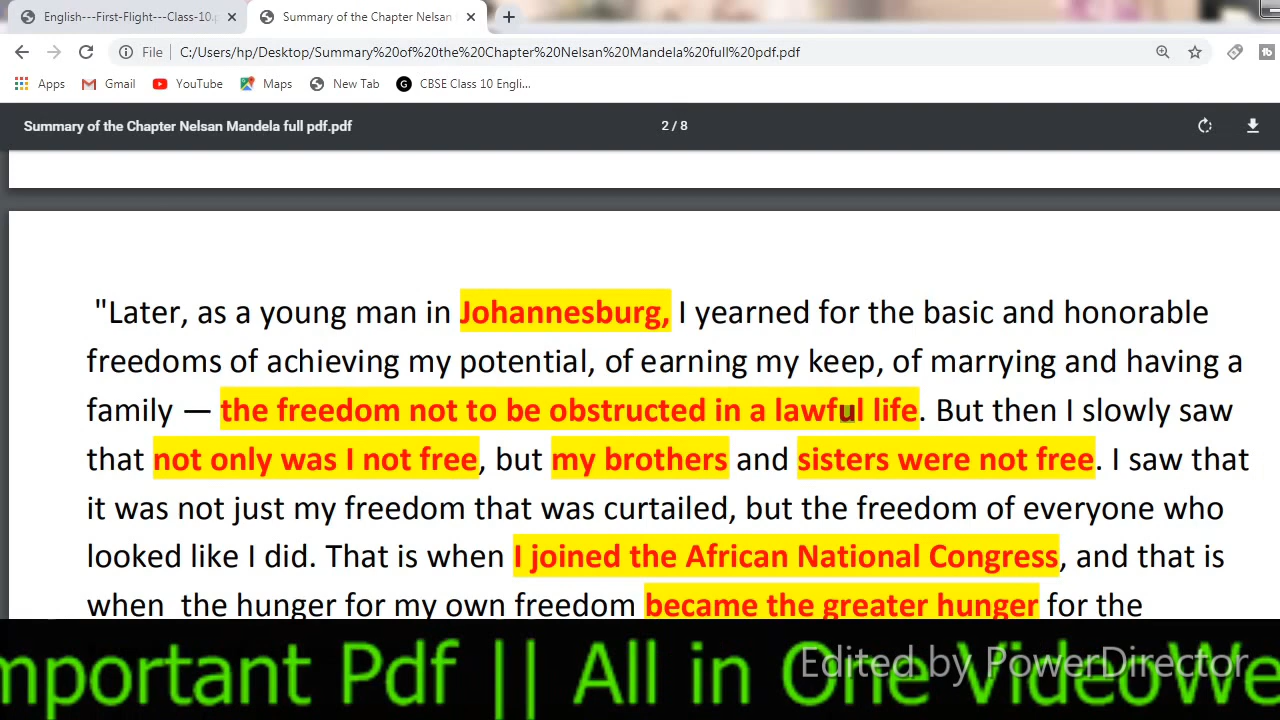 English---First-Flight---Class-10.
Summary of the Chapter Nelsan
File
C:/Users/hp/Desktop/Summary%20of%20the%20Chapter%20Nelsan%20Mandela%20full%20pdf.pdf
Apps Gmail YouTube Maps New Tab G CBSE Class 10 Engli...
Summary of the Chapter Nelsan Mandela full pdf.pdf 2 / 8
"Later, as a young man in Johannesburg, I yearned for the basic and honorable
freedoms of achieving my potential, of earning my keep, of marrying and having a
family — the freedom not to be obstructed in a lawful life. But then I slowly saw
that not only was I not free, but my brothers and sisters were not free. I saw that
it was not just my freedom that was curtailed, but the freedom of everyone who
looked like I did. That is when I joined the African National Congress, and that is
when the hunger for my own freedom became the greater hunger for the
mportant Pdf || All in One VideoWe
Edited by PowerDirector